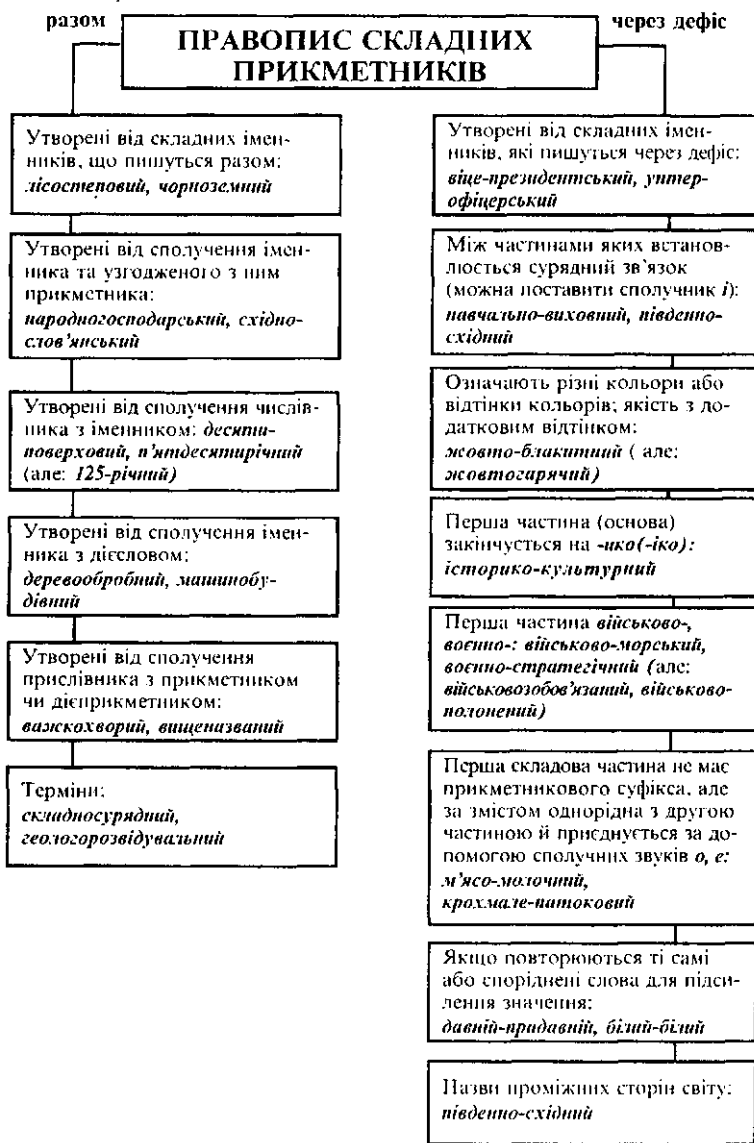 разом
через дефіс
ПРАВОПИС СКЛАДНИХ
ПРИКМЕТНИКІВ
Утворені від складних імен-
ників, що пишуться разом:
лісостеповий, чорноземний
Утворені від сполучення імен-
ника та узгодженого з ним
прикметника:
народногосподарський, східно-
слов’янський
Утворені від сполучення числів-
ника з іменником: десяти-
поверховий, п’ятдесятирічний
(але: 125-річний)
Утворені від сполучення імен-
ника з дієсловом:
деревообробний, машинобу-
дівний
Утворені від сполучення
прислівника з прикметником
чи дієприкметником:
важкохворий, вищеназваний
Терміни:
складносурядний,
геологорозвідувальний
Утворені від складних імен-
ників, які пишуться через дефіс:
віце-президентський, унтер-
офіцерський
Між частинами яких встанов-
люється сурядний зв’язок
(можна поставити сполучник і):
навчально-виховний, південно-
східний
Означають різні кольори або
відтінки кольорів; якість з до-
датковим відтінком:
жовто-блакитний ( але:
жовтогарячий)
Перша частина (основа)
закінчується на -ико(-іко):
історико-культурний
Перша частина військово-,
воєнно-: військово-морський,
воєнно-стратегічний (але:
військовозобов’язаний, військово-
полонений)
Перша складова частина не має
прикметникового суфікса, але
за змістом однорідна з другою
частиною й приєднується за до-
помогою сполучних звуків о, е:
м’ясо-молочний,
крохмале-патоковий
Якщо повторюються ті самі
або споріднені слова для підси-
лення значення:
давній-придавній, білий-білий
Назви проміжних сторін світу:
південно-східний